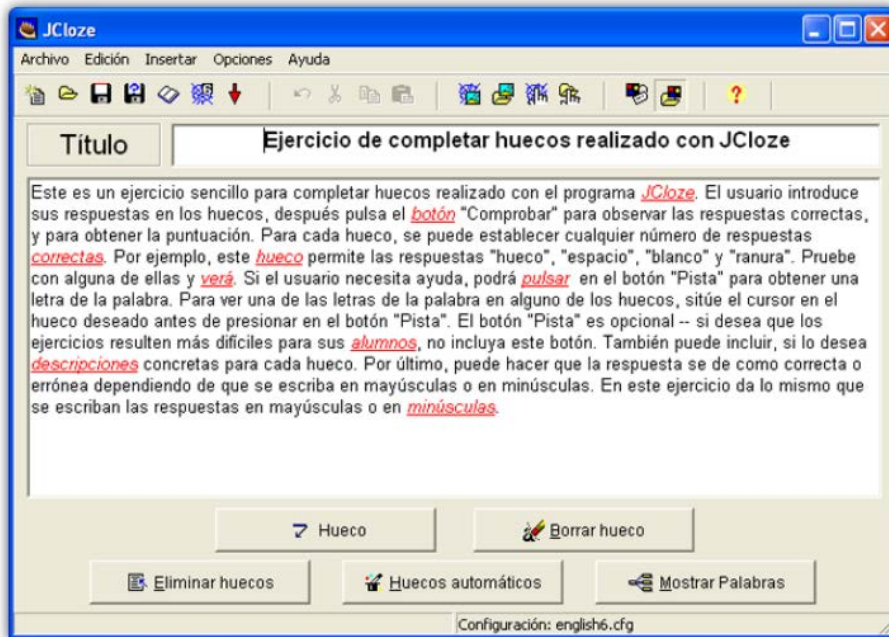 JCloze
Archivo Edición Insertar Opciones Ayuda
Título
Ejercicio de completar huecos realizado con JCloze
Este es un ejercicio sencillo para completar huecos realizado con el programa JCloze. El usuario introduce
sus respuestas en los huecos, después pulsa el botón "Comprobar" para observar las respuestas correctas,
y para obtener la puntuación. Para cada hueco, se puede establecer cualquier número de respuestas
correctas. Por ejemplo, este hueco permite las respuestas "hueco", "espacio", "blanco" y "ranura". Pruebe
con alguna de ellas y verá. Si el usuario necesita ayuda, podrá pulsar en el botón "Pista" para obtener una
letra de la palabra. Para ver una de las letras de la palabra en alguno de los huecos, sitúe el cursor en el
hueco deseado antes de presionar en el botón "Pista". El botón "Pista" es opcional -- si desea que los
ejercicios resulten más difíciles para sus alumnos, no incluya este botón. También puede incluir, si lo desea
descripciones concretas para cada hueco. Por último, puede hacer que la respuesta se de como correcta o
errónea dependiendo de que se escriba en mayúsculas o en minúsculas. En este ejercicio da lo mismo que
se escriban las respuestas en mayúsculas o en minúsculas.
Hueco
Borrar hueco
Eliminar huecos
Huecos automáticos
Mostrar Palabras
Configuración: english6.cfg